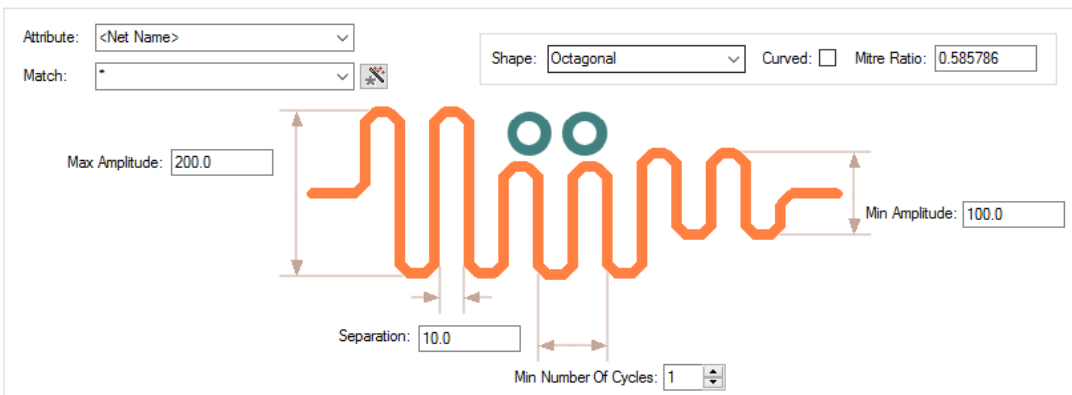 Attribute: <Net Name>
Match: *
Shape: Octagonal Curved: Mitre Ratio: 0.585786
Max Amplitude: 200.0
Min Amplitude: 100.0
Separation: 10.0
Min Number Of Cycles: 1